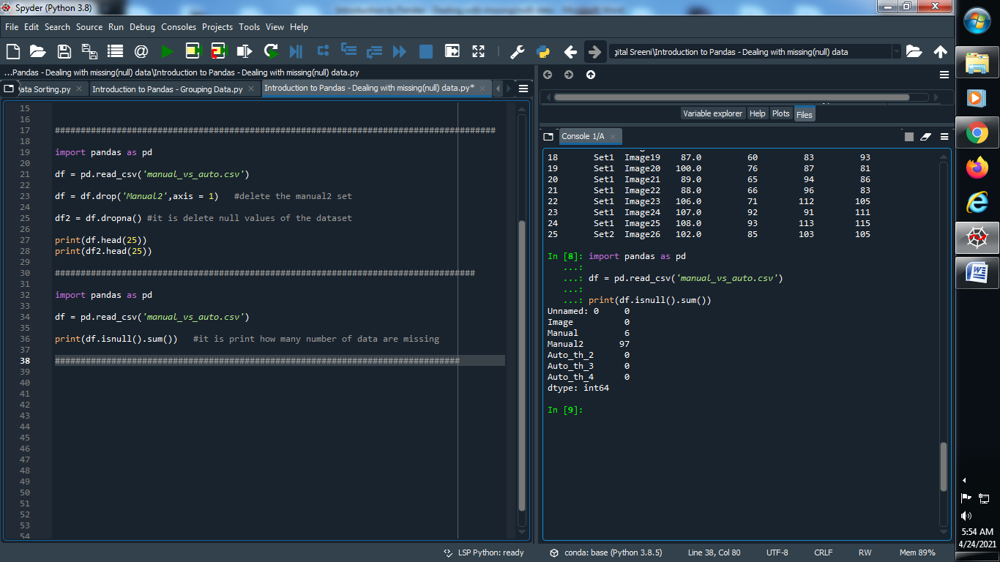 Spyder (Python 3.8)
File Edit Search Source Run Debug Consoles Projects Tools View Help
gital Sreeni\Introduction to Pandas - Dealing with missing(null) data
...Pandas - Dealing with missing(null) data\Introduction to Pandas - Dealing with missing(null) data.py
ata Sorting.py
Introduction to Pandas - Grouping Data.py
Introduction to Pandas - Dealing with missing(null) data.py*
15
16
17 ######################################################################################
18
19 import pandas as pd
20
21 df = pd.read_csv('manual_vs_auto.csv')
22
23 df = df.drop('Manual2',axis = 1)   #delete the manual2 set
24
25 df2 = df.dropna() #it is delete null values of the dataset
26
27 print(df.head(25))
28 print(df2.head(25))
29
30 ##################################################################################
31
32 import pandas as pd
33
34 df = pd.read_csv('manual_vs_auto.csv')
35
36 print(df.isnull().sum())   #it is print how many number of data are missing
37
38 ###############################################################################
39
40
41
42
43
44
45
46
47
48
49
50
51
52
53
54
Variable explorer Help Plots Files
Console 1/A
18 Set1 Image19 87.0 60 83 93
19 Set1 Image20 100.0 76 87 81
20 Set1 Image21 89.0 65 94 86
21 Set1 Image22 88.0 66 96 83
22 Set1 Image23 106.0 71 112 105
23 Set1 Image24 107.0 92 91 111
24 Set1 Image25 108.0 93 113 115
25 Set2 Image26 102.0 85 103 105
In [8]: import pandas as pd
...:
...: df = pd.read_csv('manual_vs_auto.csv')
...:
...: print(df.isnull().sum())
Unnamed: 0 0
Image 0
Manual 6
Manual2 97
Auto_th_2 0
Auto_th_3 0
Auto_th_4 0
dtype: int64
In [9]:
LSP Python: ready
conda: base (Python 3.8.5)
Line 38, Col 80
UTF-8
CRLF
RW
Mem 89%
5:54 AM
4/24/2021